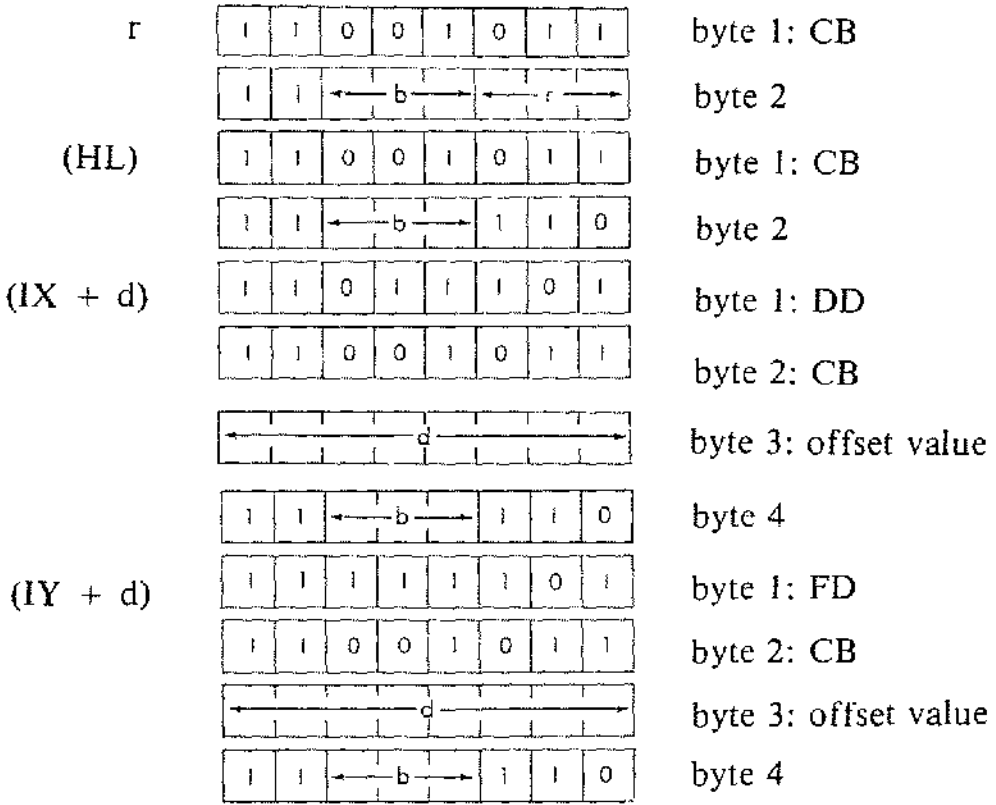 r 1 1 0 0 1 0 1 1 byte 1: CB
1 1 b r byte 2
(HL) 1 1 0 0 1 0 1 1 byte 1: CB
1 1 b 1 1 0 byte 2
(IX + d) 1 1 0 1 1 1 0 1 byte 1: DD
1 1 0 0 1 0 1 1 byte 2: CB
d byte 3: offset value
1 1 b 1 1 0 byte 4
(IY + d) 1 1 1 1 1 1 0 1 byte 1: FD
1 1 0 0 1 0 1 1 byte 2: CB
d byte 3: offset value
1 1 b 1 1 0 byte 4